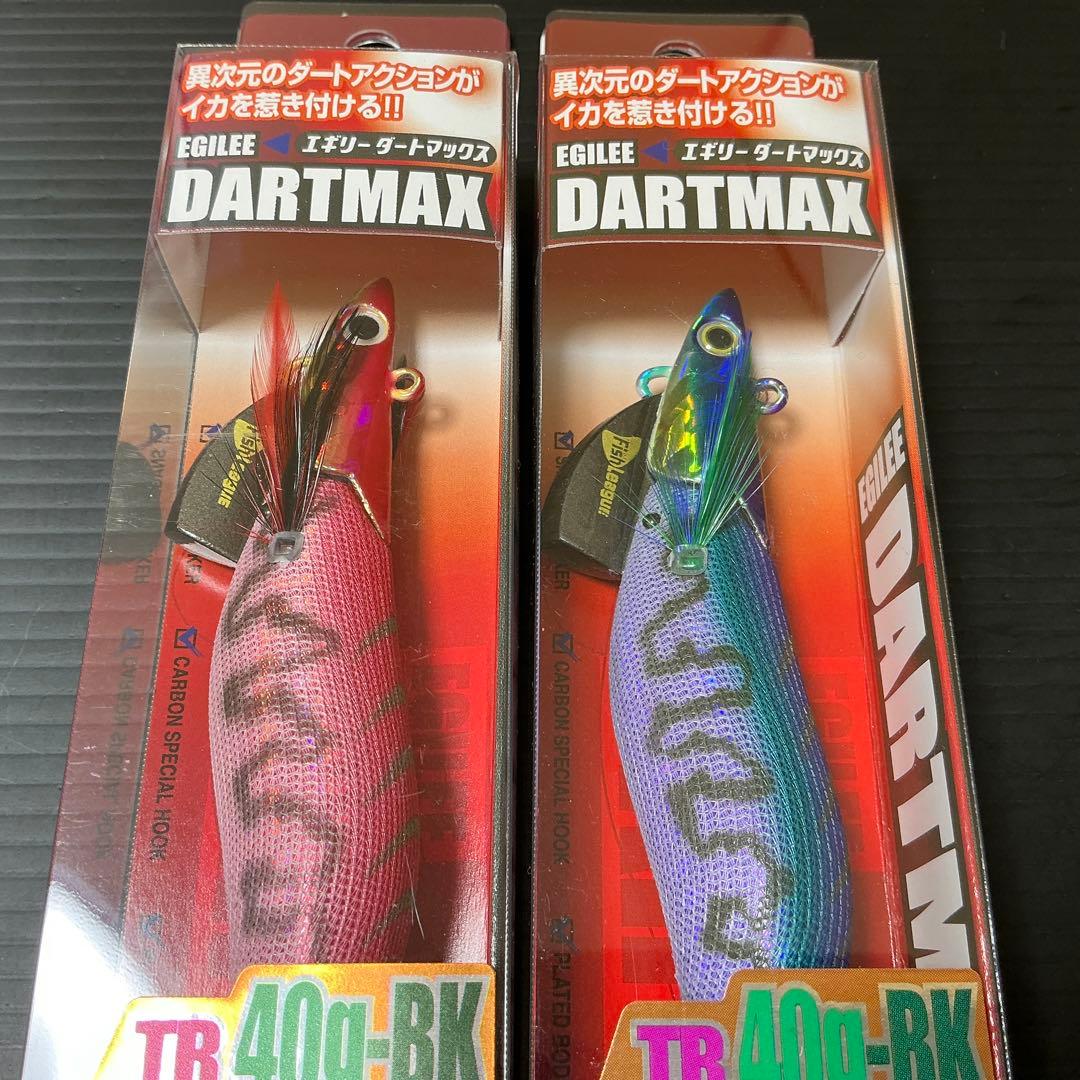 異次元のダートアクションが
イカを惹き付ける!!
EGILEE エギリー ダートマックス
DARTMAX
FishLeague
CARBON SPECIAL HOOK
TR 40g-BK
異次元のダートアクションが
イカを惹き付ける!!
EGILEE エギリー ダートマックス
DARTMAX
FishLeague
CARBON SPECIAL HOOK
PLATED BOD
EGILEE
DARTM
TR 40g-BK